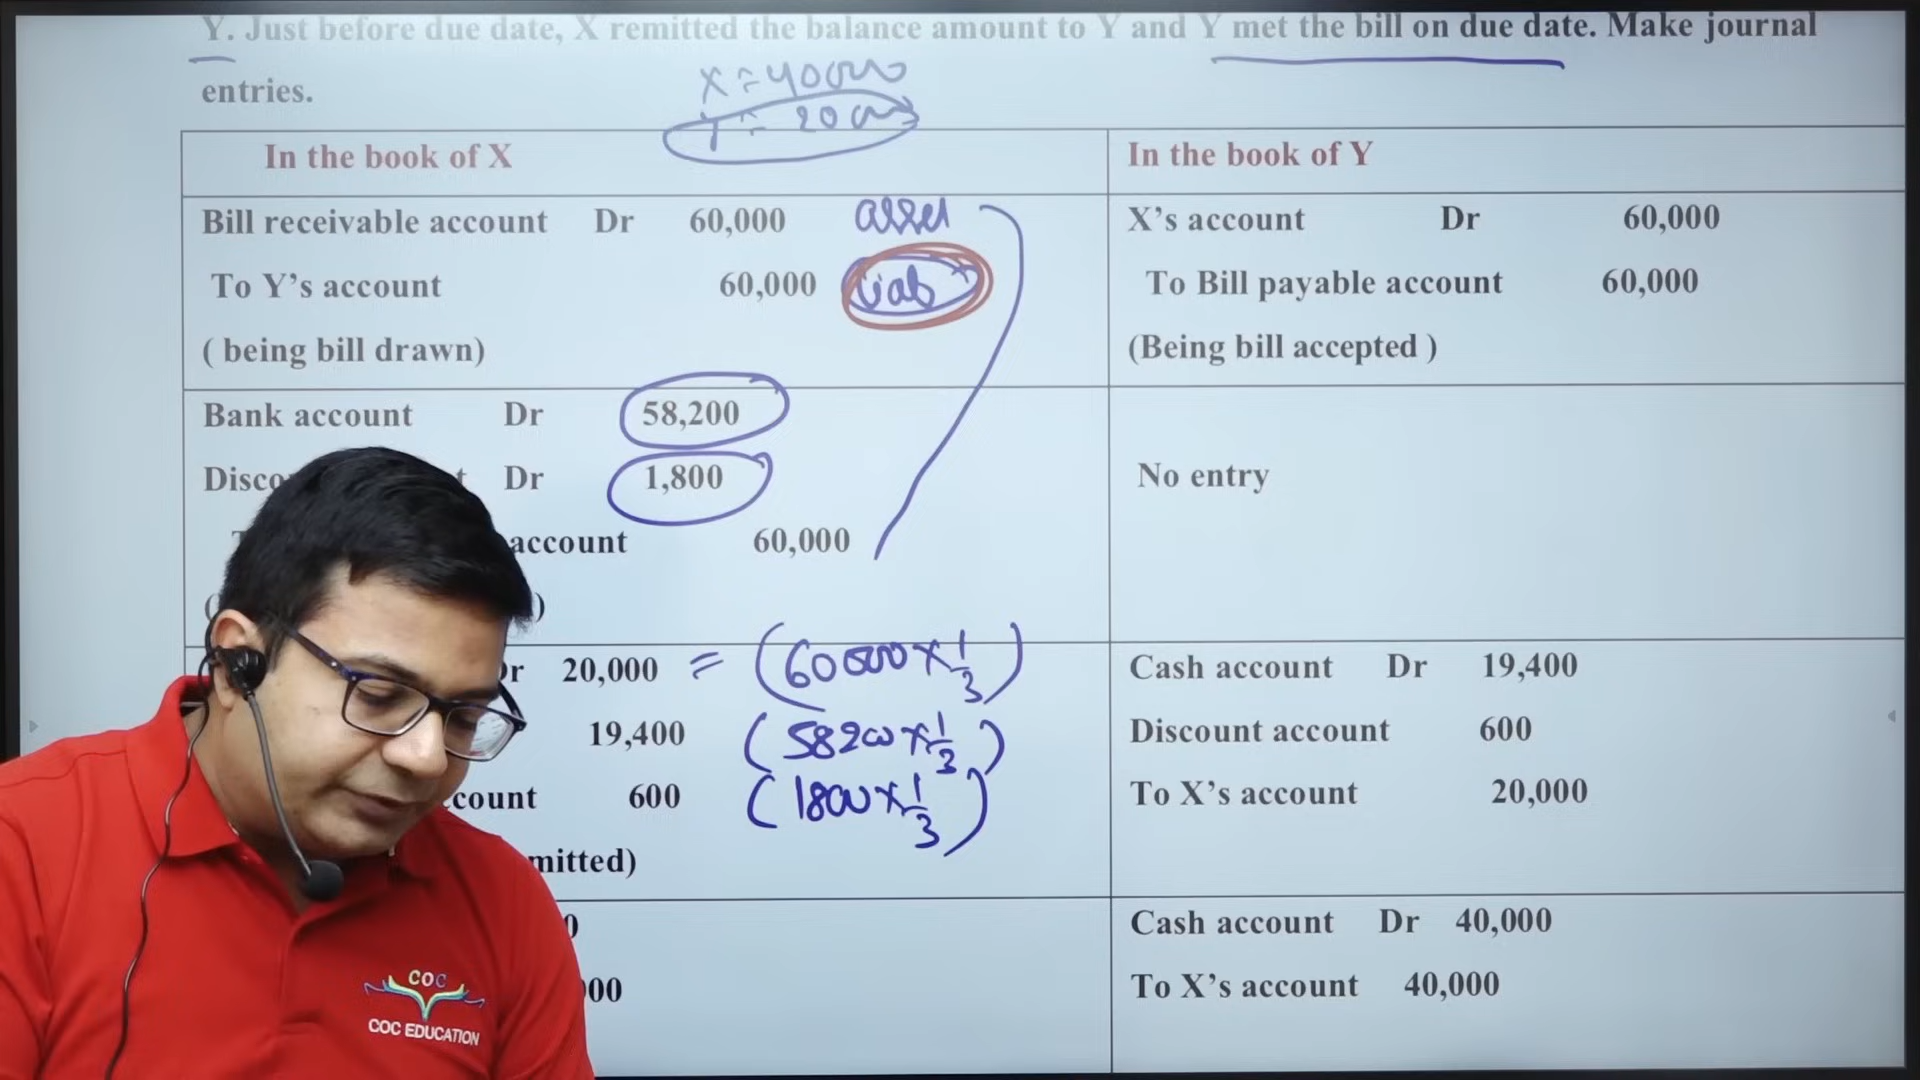 Y. Just before due date, X remitted the balance amount to Y and Y met the bill on due date. Make journal
entries.
X = 40000
Y = 20000
In the book of X
Bill receivable account Dr 60,000 asset
To Y's account 60,000 liab
( being bill drawn)
Bank account Dr 58,200
Dr 1,800
account 60,000
)
20,000 = (60000 x 1/3)
19,400 (58200 x 1/3)
600 (1800 x 1/3)
In the book of Y
X's account Dr 60,000
To Bill payable account 60,000
(Being bill accepted )
No entry
Cash account Dr 19,400
Discount account 600
To X's account 20,000
Cash account Dr 40,000
To X's account 40,000
COC
COC EDUCATION